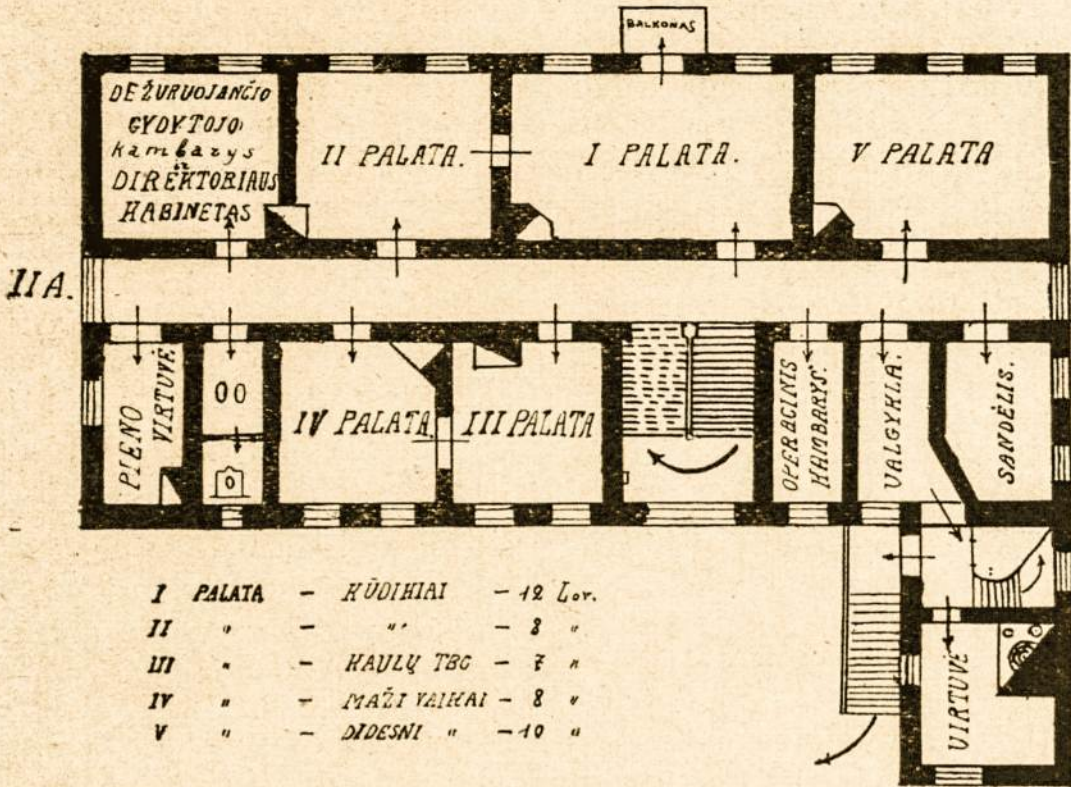 BALKONAS
DEŽURUOJANČIO
GYDYTOJO
kambarys
ir
DIREKTORIAUS
KABINETAS
II PALATA.
I PALATA.
V PALATA
II A.
PIENO
VIRTUVĖ
IV PALATA.
III PALATA
OPERACINIS
KAMBARYS.
VALGYKLA.
SANDĖLIS.
VIRTUVĖ
I PALATA – KŪDIKIAI – 12 Lov.
II " – " – 8 "
III " – KAULŲ TBC – 7 "
IV " – MAŽI VAIKAI – 8 "
V " – DIDESNI " – 10 "